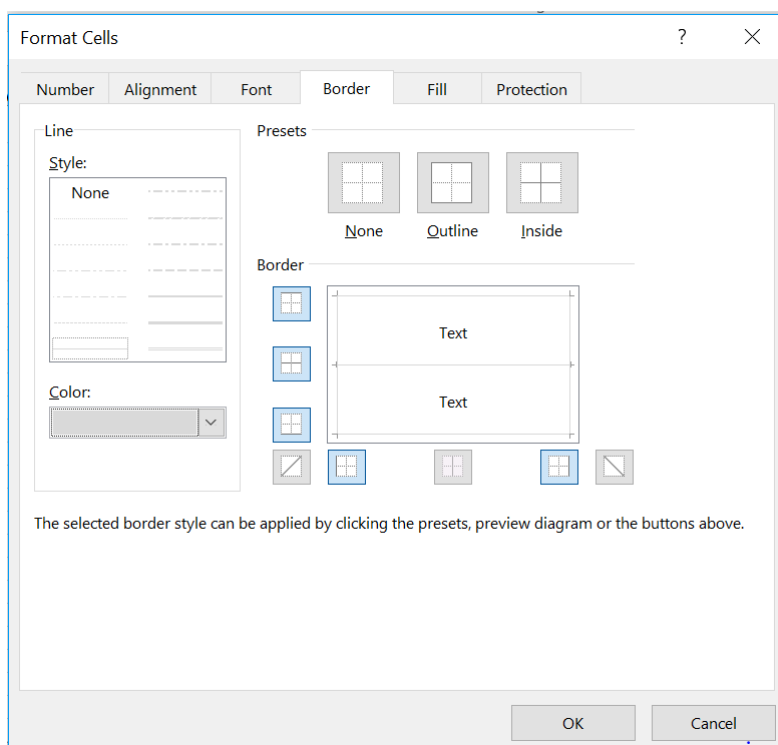 Format Cells
?
Number Alignment Font Border Fill Protection
Line
Style:
None
Color:
Presets
None Outline Inside
Border
Text
Text
The selected border style can be applied by clicking the presets, preview diagram or the buttons above.
OK Cancel